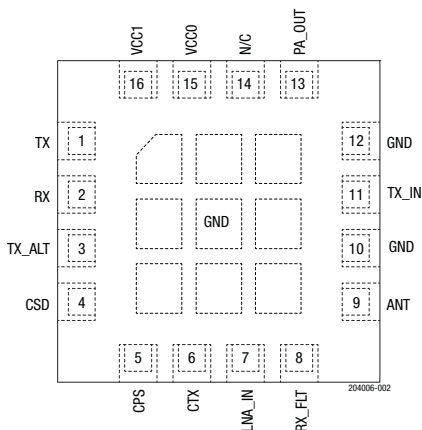 VCC1 VCC0 N/C PA_OUT
16 15 14 13
TX 1 12 GND
RX 2 11 TX_IN
GND
TX_ALT 3 10 GND
CSD 4 9 ANT
5 6 7 8
204006-002
CPS CTX LNA_IN RX_FLT